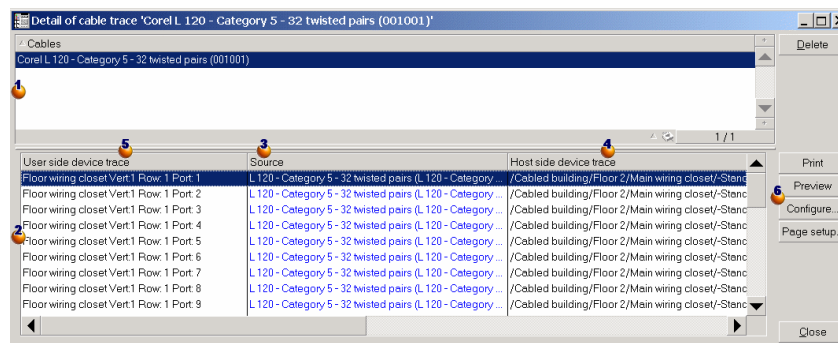 Detail of cable trace 'Corel L 120 - Category 5 - 32 twisted pairs (001001)'
Cables
Delete
Corel L 120 - Category 5 - 32 twisted pairs (001001)
1
1 / 1
5 3 4
User side device trace Source Host side device trace
Print
Floor wiring closet Vert:1 Row: 1 Port: 1 L 120 - Category 5 - 32 twisted pairs (L 120 - Category ... /Cabled building/Floor 2/Main wiring closet/-Stanc
Floor wiring closet Vert:1 Row: 1 Port: 2 L 120 - Category 5 - 32 twisted pairs (L 120 - Category ... /Cabled building/Floor 2/Main wiring closet/-Stanc
Preview
6
Floor wiring closet Vert:1 Row: 1 Port: 3 L 120 - Category 5 - 32 twisted pairs (L 120 - Category ... /Cabled building/Floor 2/Main wiring closet/-Stanc
Configure...
Floor wiring closet Vert:1 Row: 1 Port: 4 L 120 - Category 5 - 32 twisted pairs (L 120 - Category ... /Cabled building/Floor 2/Main wiring closet/-Stanc
2
Page setup.
Floor wiring closet Vert:1 Row: 1 Port: 5 L 120 - Category 5 - 32 twisted pairs (L 120 - Category ... /Cabled building/Floor 2/Main wiring closet/-Stanc
Floor wiring closet Vert:1 Row: 1 Port: 6 L 120 - Category 5 - 32 twisted pairs (L 120 - Category ... /Cabled building/Floor 2/Main wiring closet/-Stanc
Floor wiring closet Vert:1 Row: 1 Port: 7 L 120 - Category 5 - 32 twisted pairs (L 120 - Category ... /Cabled building/Floor 2/Main wiring closet/-Stanc
Floor wiring closet Vert:1 Row: 1 Port: 8 L 120 - Category 5 - 32 twisted pairs (L 120 - Category ... /Cabled building/Floor 2/Main wiring closet/-Stanc
Floor wiring closet Vert:1 Row: 1 Port: 9 L 120 - Category 5 - 32 twisted pairs (L 120 - Category ... /Cabled building/Floor 2/Main wiring closet/-Stanc
Close